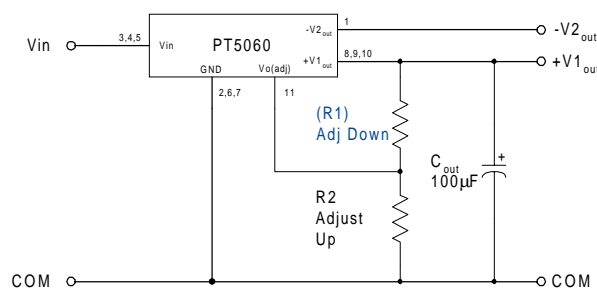 1
-V2out
-V2out
Vin
3,4,5
Vin
PT5060
+V1out
8,9,10
+V1out
GND
Vo(adj)
2,6,7
11
(R1)
Adj Down
+
Cout
100μF
R2
Adjust
Up
COM
COM